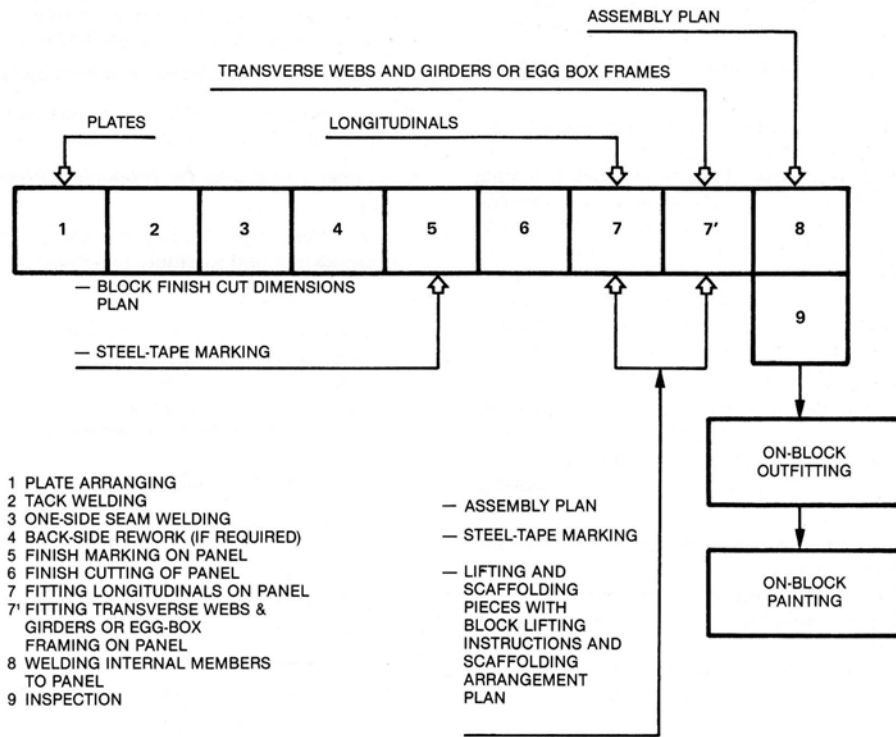 ASSEMBLY PLAN
TRANSVERSE WEBS AND GIRDERS OR EGG BOX FRAMES
PLATES
LONGITUDINALS
1
2
3
4
5
6
7
7'
8
— BLOCK FINISH CUT DIMENSIONS
PLAN
9
— STEEL-TAPE MARKING
ON-BLOCK
OUTFITTING
ON-BLOCK
PAINTING
1 PLATE ARRANGING
2 TACK WELDING
3 ONE-SIDE SEAM WELDING
4 BACK-SIDE REWORK (IF REQUIRED)
5 FINISH MARKING ON PANEL
6 FINISH CUTTING OF PANEL
7 FITTING LONGITUDINALS ON PANEL
7' FITTING TRANSVERSE WEBS &
GIRDERS OR EGG-BOX
FRAMING ON PANEL
8 WELDING INTERNAL MEMBERS
TO PANEL
9 INSPECTION
— ASSEMBLY PLAN
— STEEL-TAPE MARKING
— LIFTING AND
SCAFFOLDING
PIECES WITH
BLOCK LIFTING
INSTRUCTIONS AND
SCAFFOLDING
ARRANGEMENT
PLAN